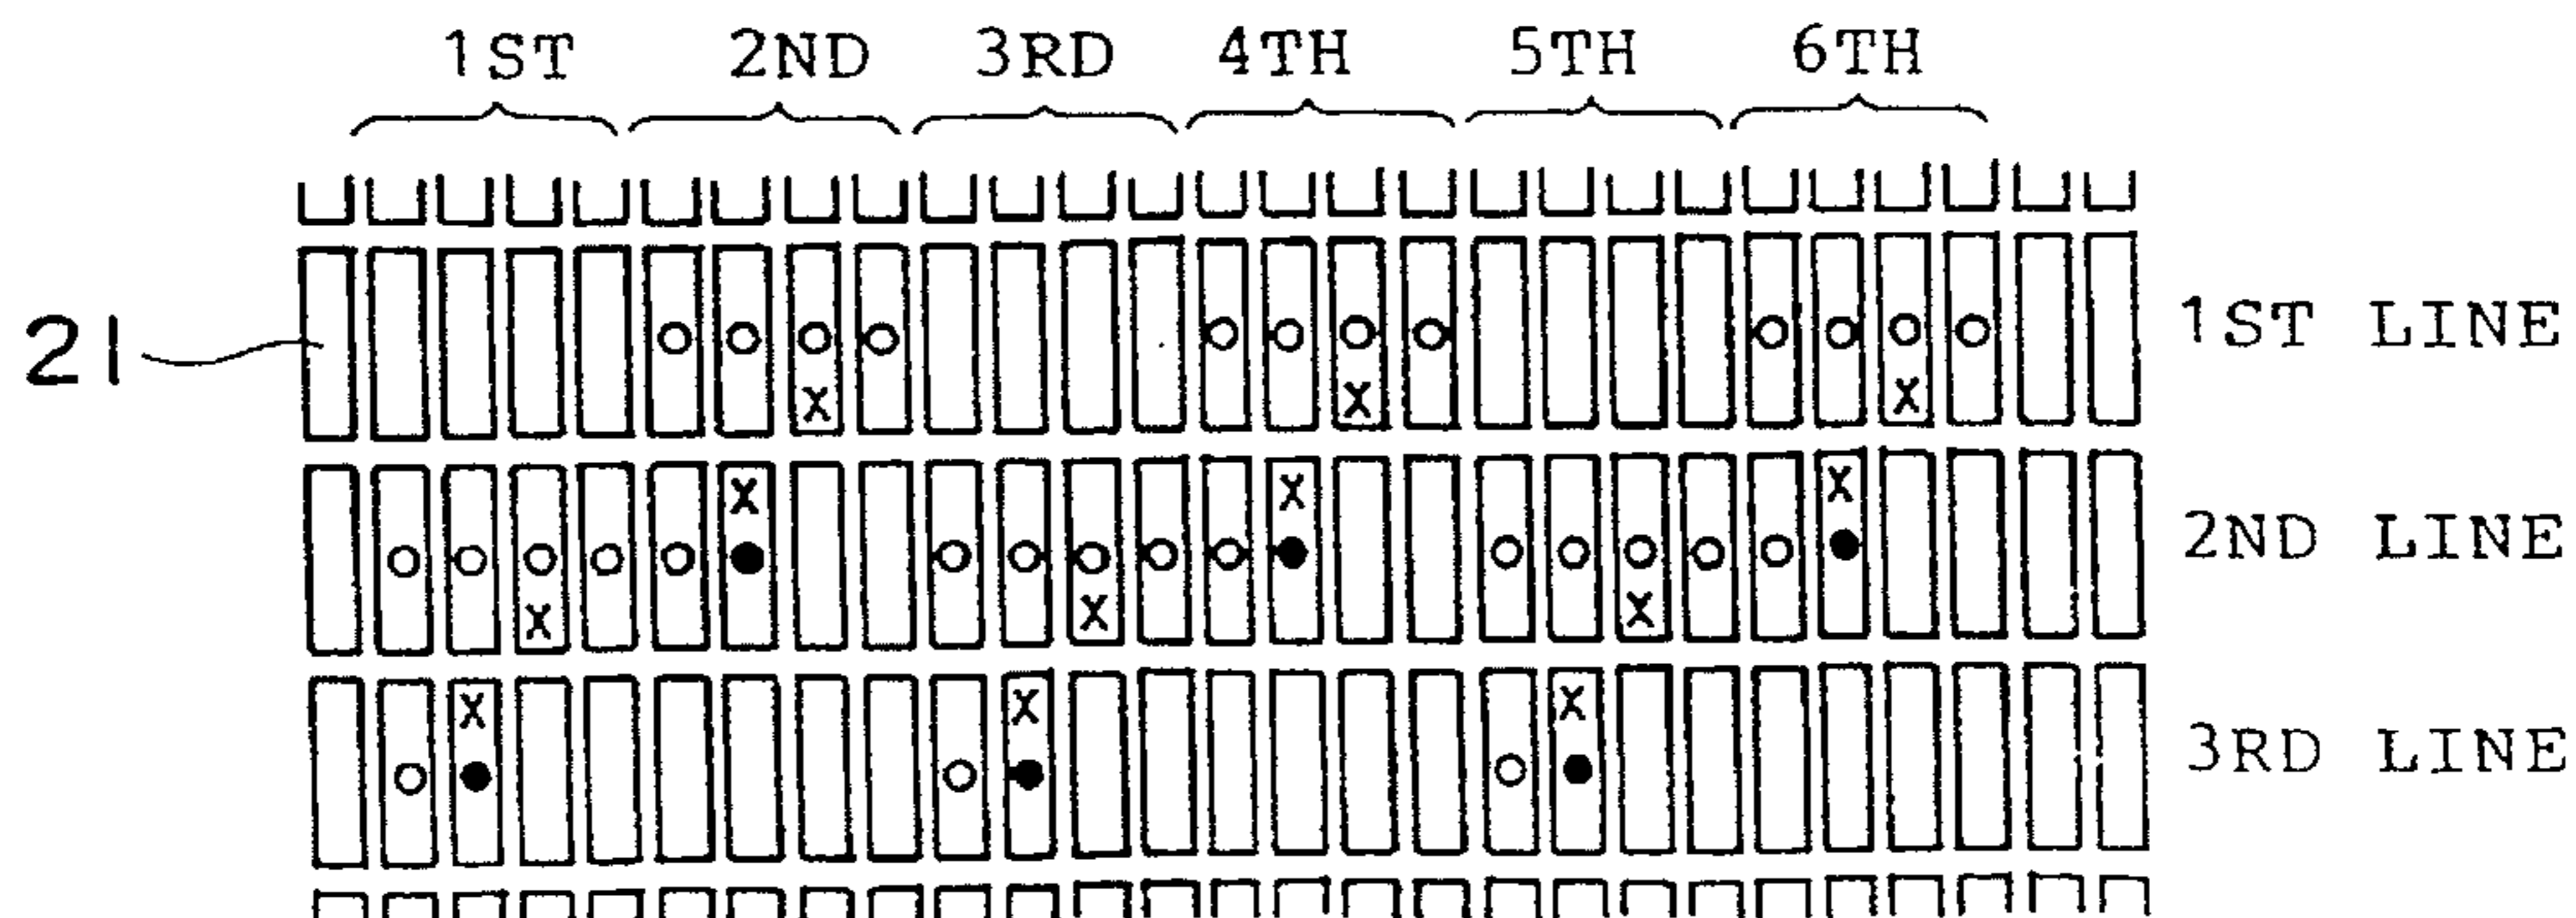 1ST 2ND 3RD 4TH 5TH 6TH
21
1ST LINE
X X X
X X X
2ND LINE
X X X
X X X
3RD LINE